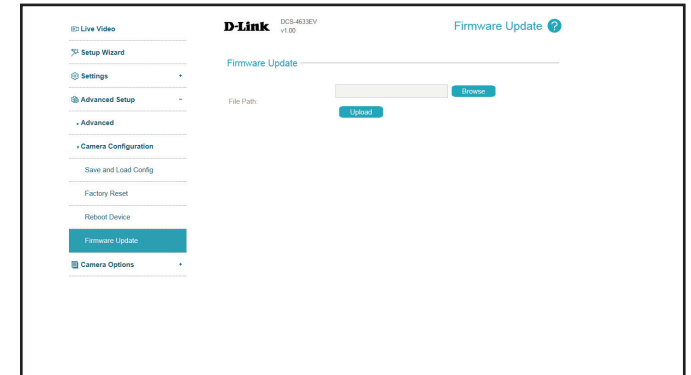 Live Video
Setup Wizard
Settings +
Advanced Setup -
• Advanced
• Camera Configuration
Save and Load Config
Factory Reset
Reboot Device
Firmware Update
Camera Options +
D-Link DCS-4633EV
v1.00
Firmware Update ?
Firmware Update
File Path:
Browse
Upload